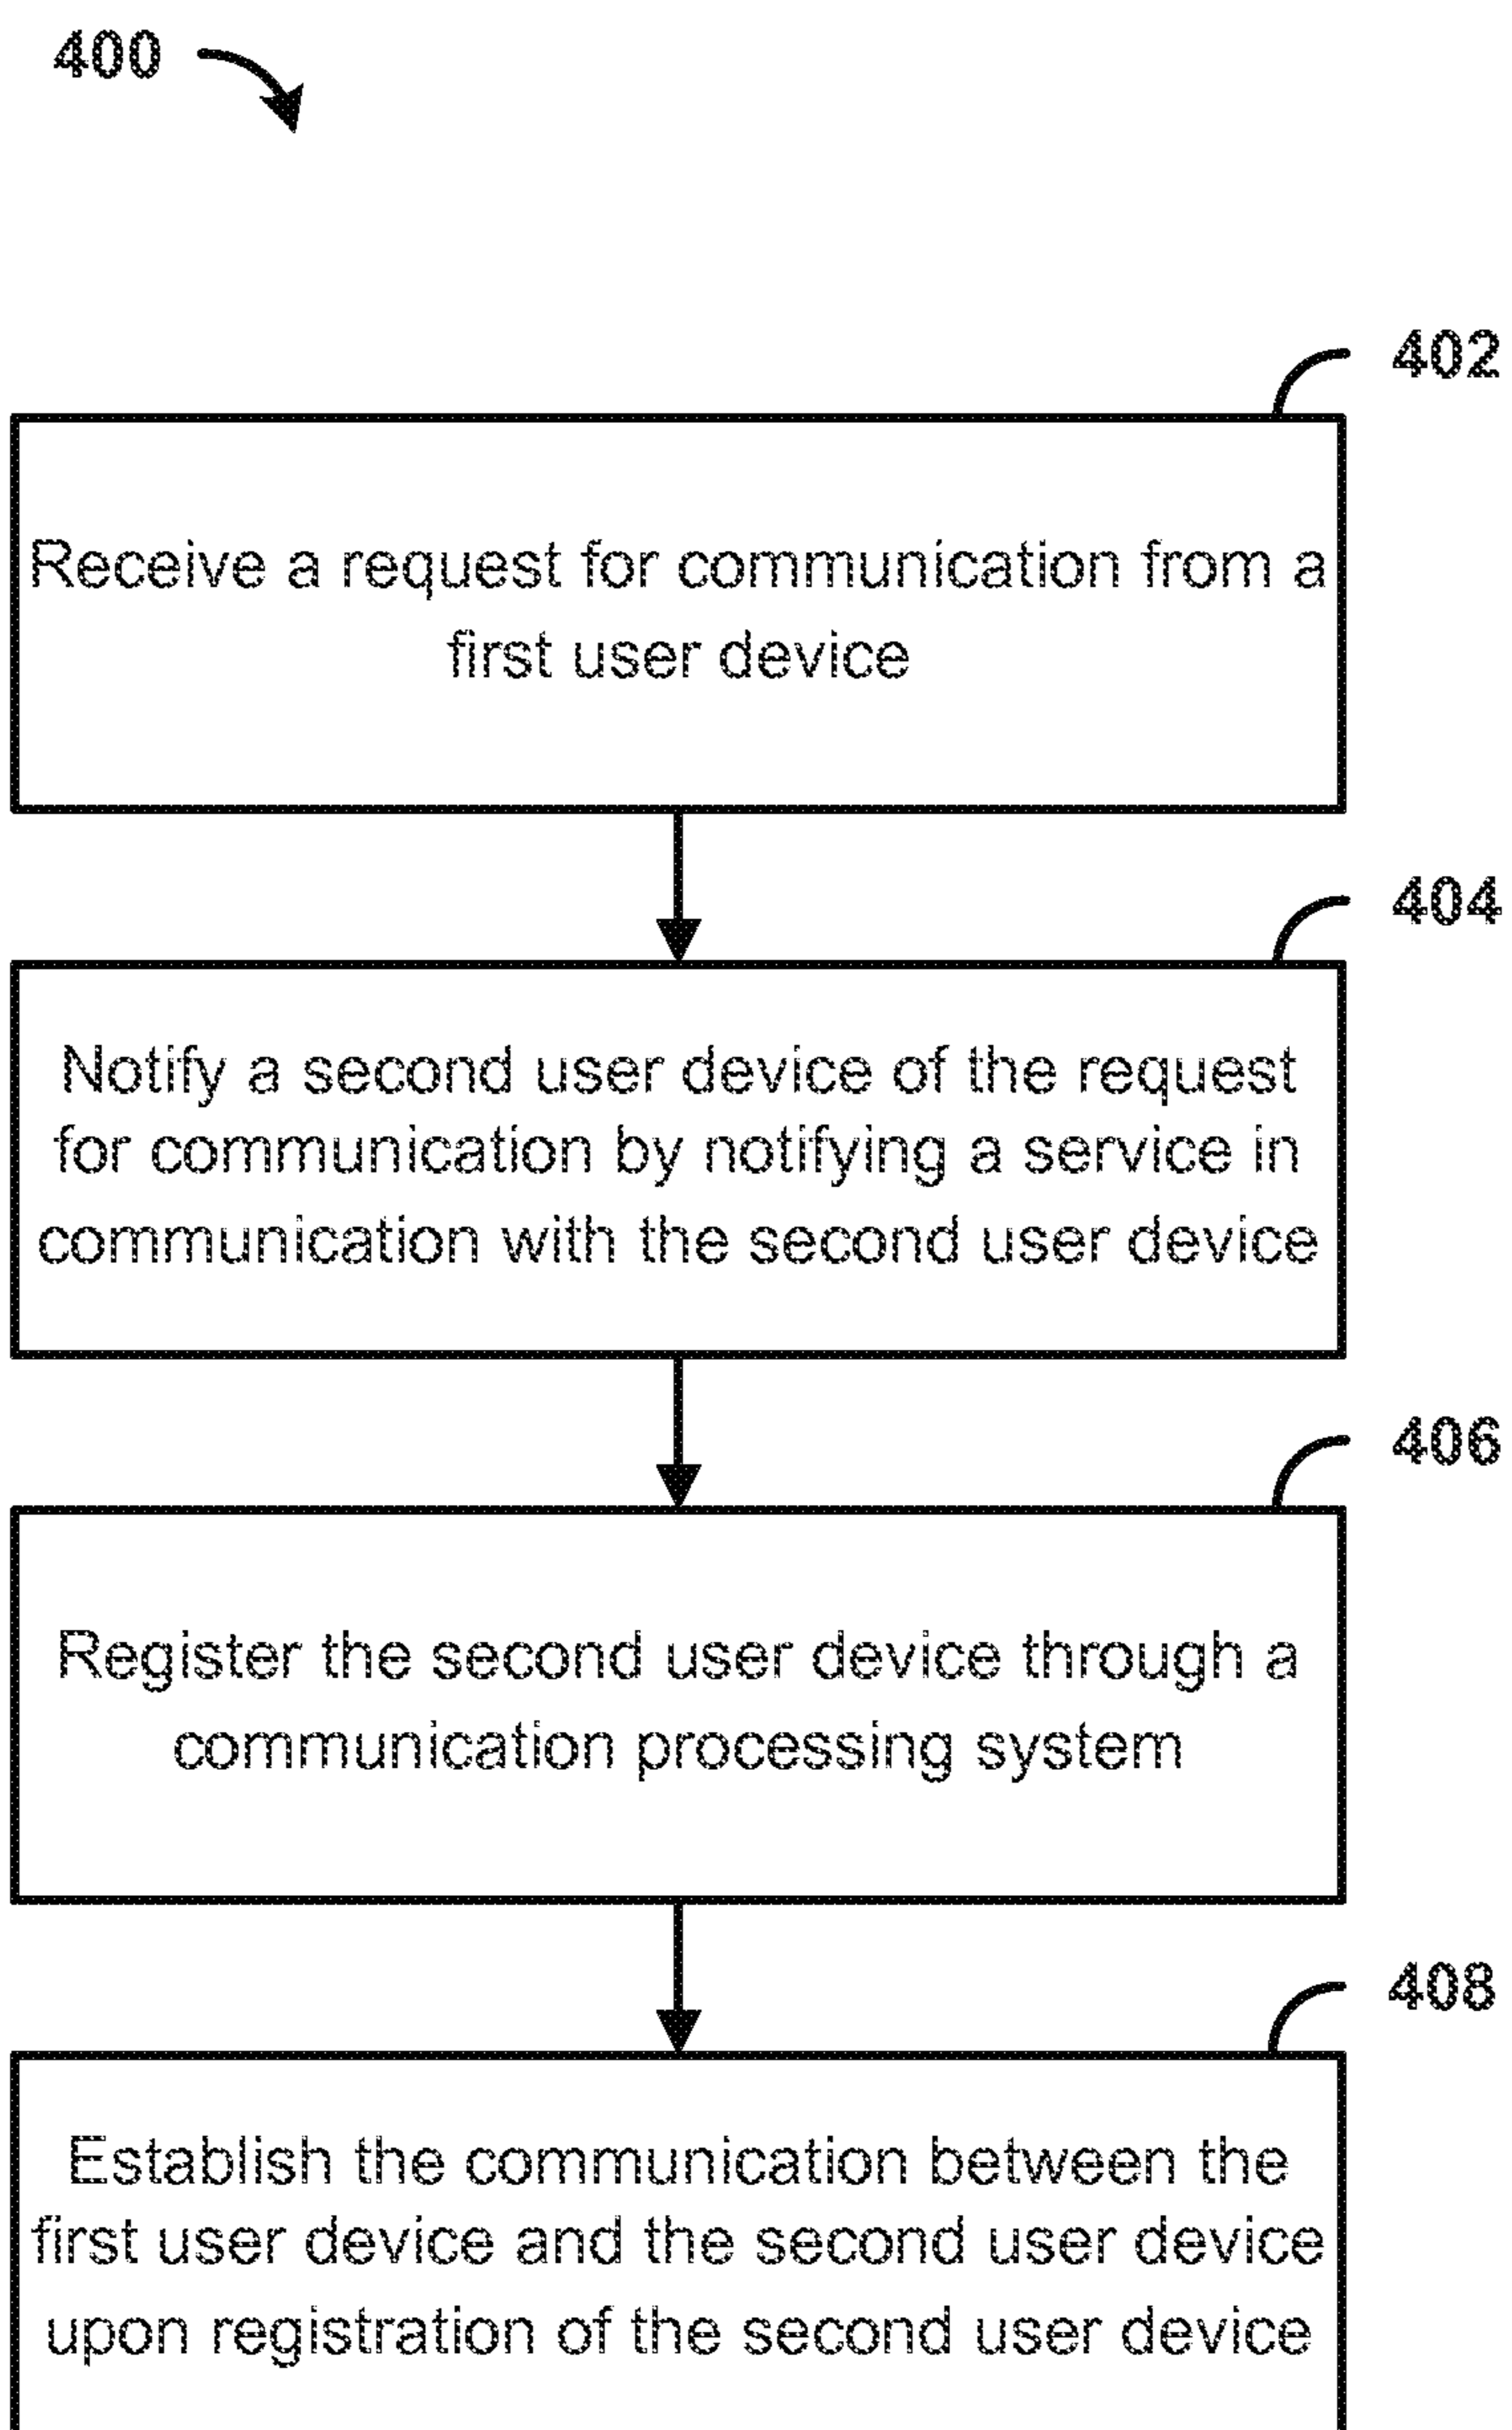 400
402
Receive a request for communication from a
first user device
404
Notify a second user device of the request
for communication by notifying a service in
communication with the second user device
406
Register the second user device through a
communication processing system
408
Establish the communication between the
first user device and the second user device
upon registration of the second user device